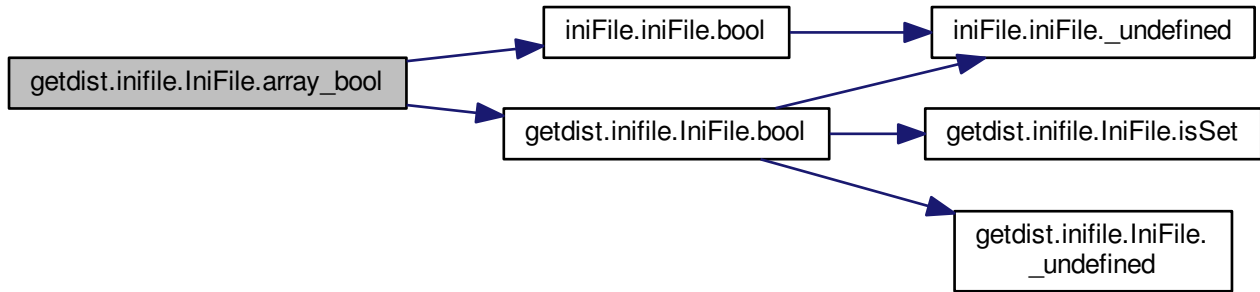 iniFile.iniFile.bool
iniFile.iniFile._undefined
getdist.inifile.IniFile.array_bool
getdist.inifile.IniFile.bool
getdist.inifile.IniFile.isSet
getdist.inifile.IniFile.
_undefined